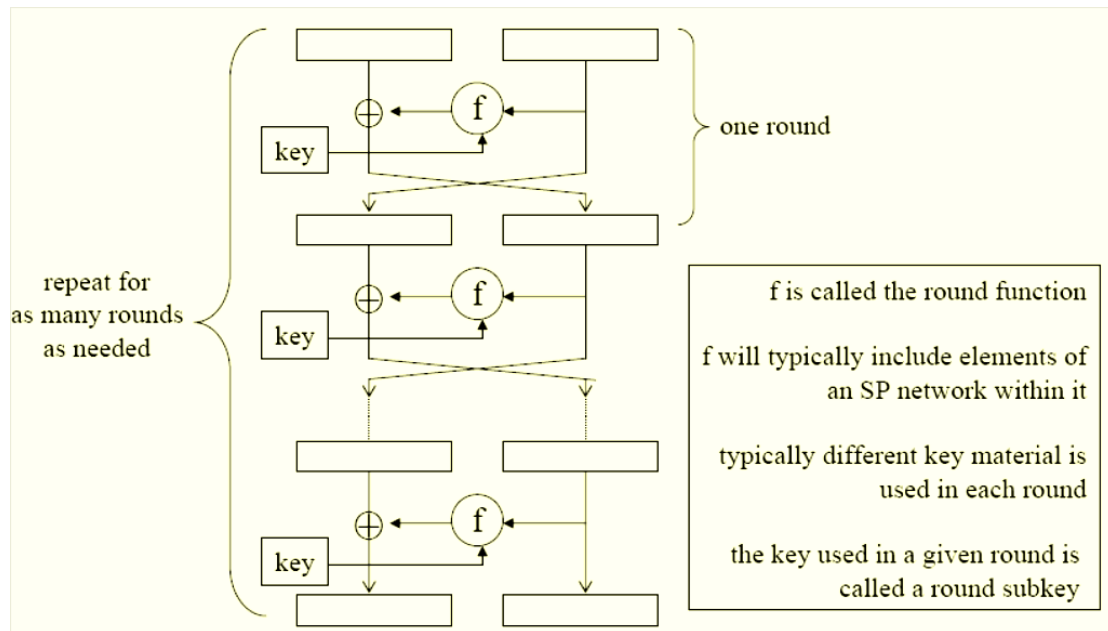 f
key
one round
f
key
repeat for
as many rounds
as needed
f
key
f is called the round function
f will typically include elements of
an SP network within it
typically different key material is
used in each round
the key used in a given round is
called a round subkey